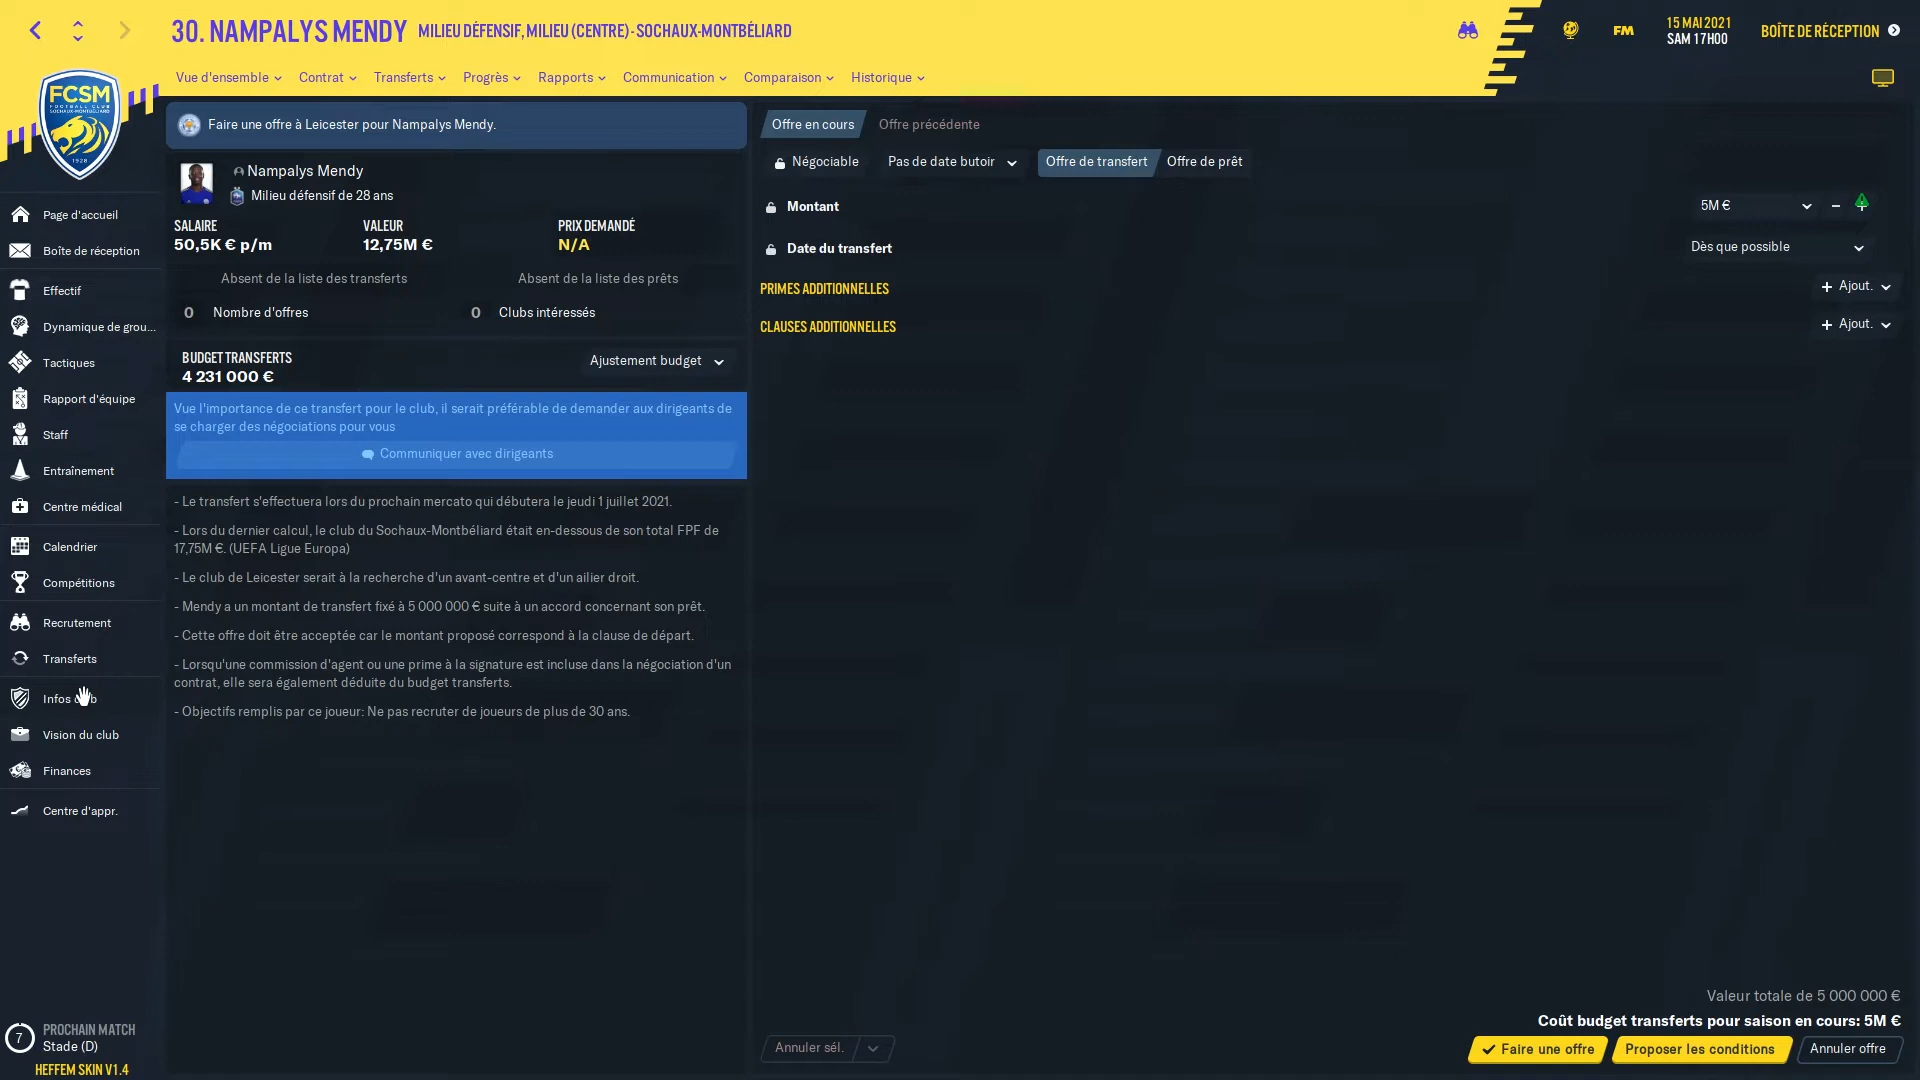 30. NAMPALYS MENDY MILIEU DÉFENSIF, MILIEU (CENTRE) - SOCHAUX-MONTBÉLIARD
FM
15 MAI 2021
SAM 17H00
BOÎTE DE RÉCEPTION
Vue d'ensemble Contrat Transferts Progrès Rapports Communication Comparaison Historique
FCSM
FOOTBALL CLUB
SOCHAUX-MONTBÉLIARD
1928
Page d'accueil
Boîte de réception
Effectif
Dynamique de grou...
Tactiques
Rapport d'équipe
Staff
Entraînement
Centre médical
Calendrier
Compétitions
Recrutement
Transferts
Infos
Vision du club
Finances
Centre d'appr.
7
PROCHAIN MATCH
Stade (D)
HEFFEM SKIN V1.4
Faire une offre à Leicester pour Nampalys Mendy.
Nampalys Mendy
Milieu défensif de 28 ans
SALAIRE VALEUR PRIX DEMANDÉ
50,5K € p/m 12,75M € N/A
Absent de la liste des transferts Absent de la liste des prêts
0 Nombre d'offres 0 Clubs intéressés
BUDGET TRANSFERTS
4 231 000 €
Ajustement budget
Vue l'importance de ce transfert pour le club, il serait préférable de demander aux dirigeants de
se charger des négociations pour vous
Communiquer avec dirigeants
- Le transfert s'effectuera lors du prochain mercato qui débutera le jeudi 1 juillet 2021.
- Lors du dernier calcul, le club du Sochaux-Montbéliard était en-dessous de son total FPF de
17,75M €. (UEFA Ligue Europa)
- Le club de Leicester serait à la recherche d'un avant-centre et d'un ailier droit.
- Mendy a un montant de transfert fixé à 5 000 000 € suite à un accord concernant son prêt.
- Cette offre doit être acceptée car le montant proposé correspond à la clause de départ.
- Lorsqu'une commission d'agent ou une prime à la signature est incluse dans la négociation d'un
contrat, elle sera également déduite du budget transferts.
- Objectifs remplis par ce joueur: Ne pas recruter de joueurs de plus de 30 ans.
Offre en cours Offre précédente
Négociable Pas de date butoir Offre de transfert Offre de prêt
Montant 5M € - +
Date du transfert Dès que possible
PRIMES ADDITIONNELLES + Ajout.
CLAUSES ADDITIONNELLES + Ajout.
Valeur totale de 5 000 000 €
Coût budget transferts pour saison en cours: 5M €
Annuler sél. Faire une offre Proposer les conditions Annuler offre